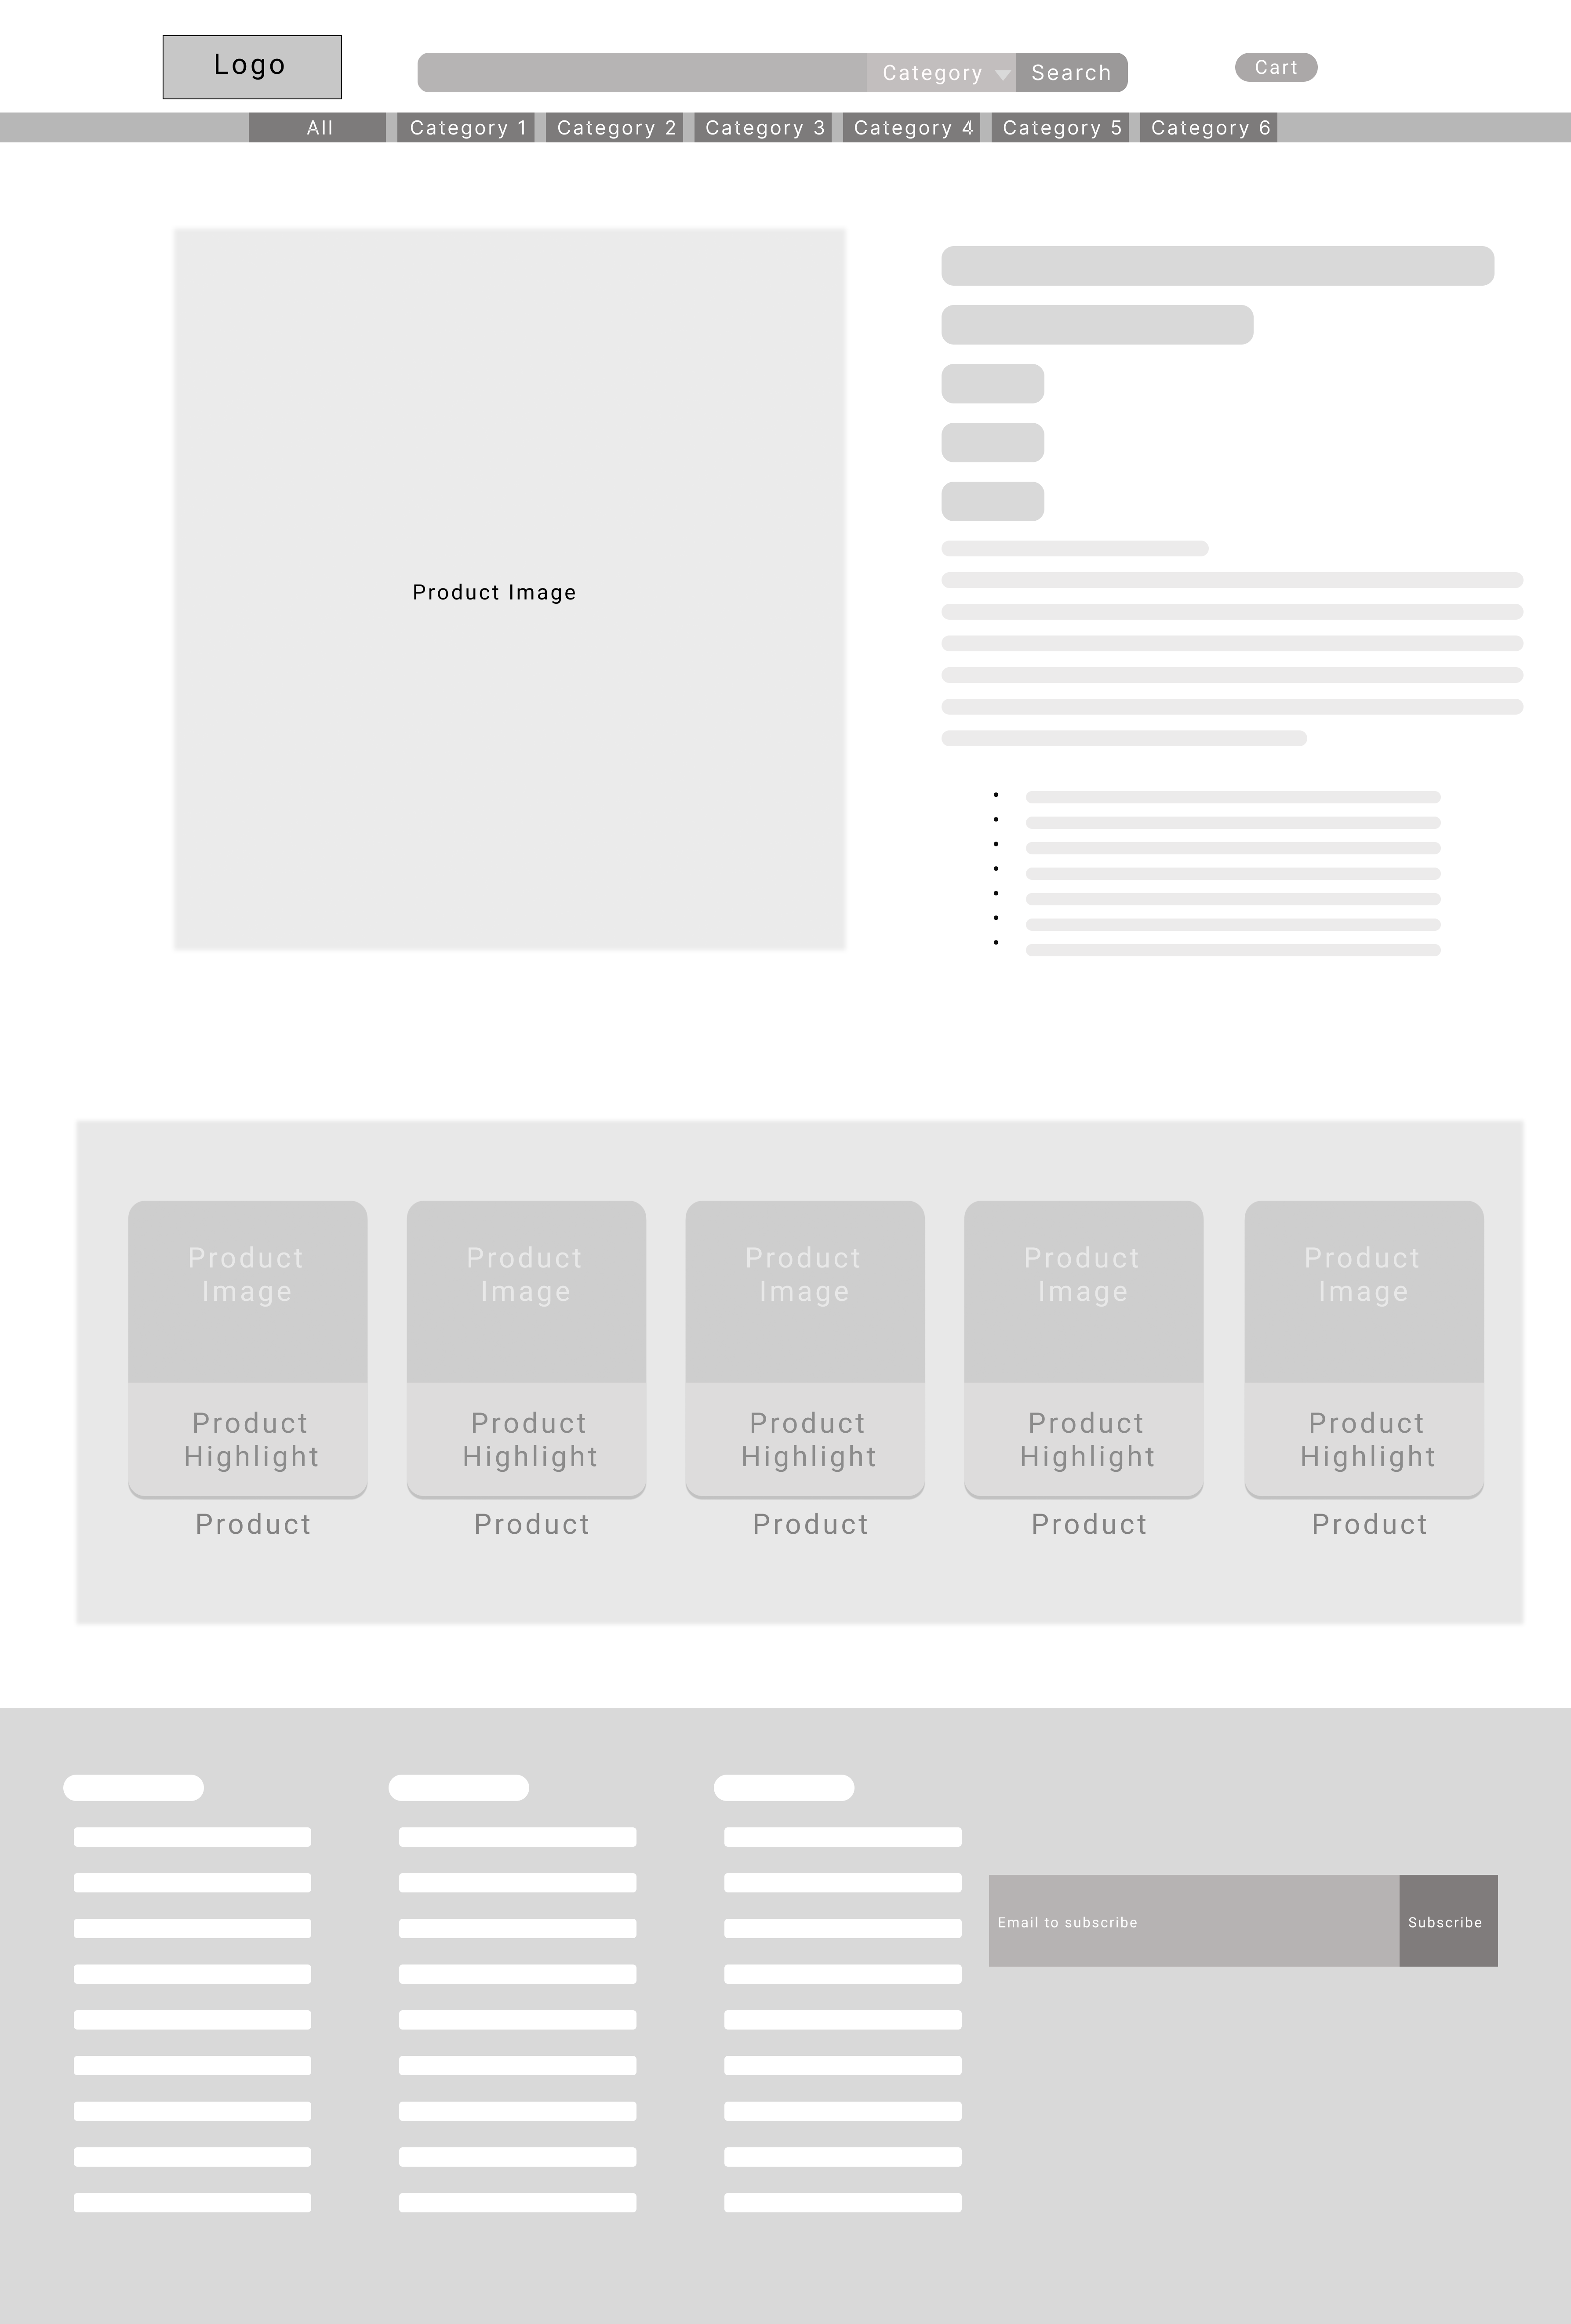 Logo
Category
Search
Cart
All
Category 1
Category 2
Category 3
Category 4
Category 5
Category 6
Product Image
Product
Image
Product
Image
Product
Image
Product
Image
Product
Image
Product
Highlight
Product
Highlight
Product
Highlight
Product
Highlight
Product
Highlight
Product
Product
Product
Product
Product
Email to subscribe
Subscribe